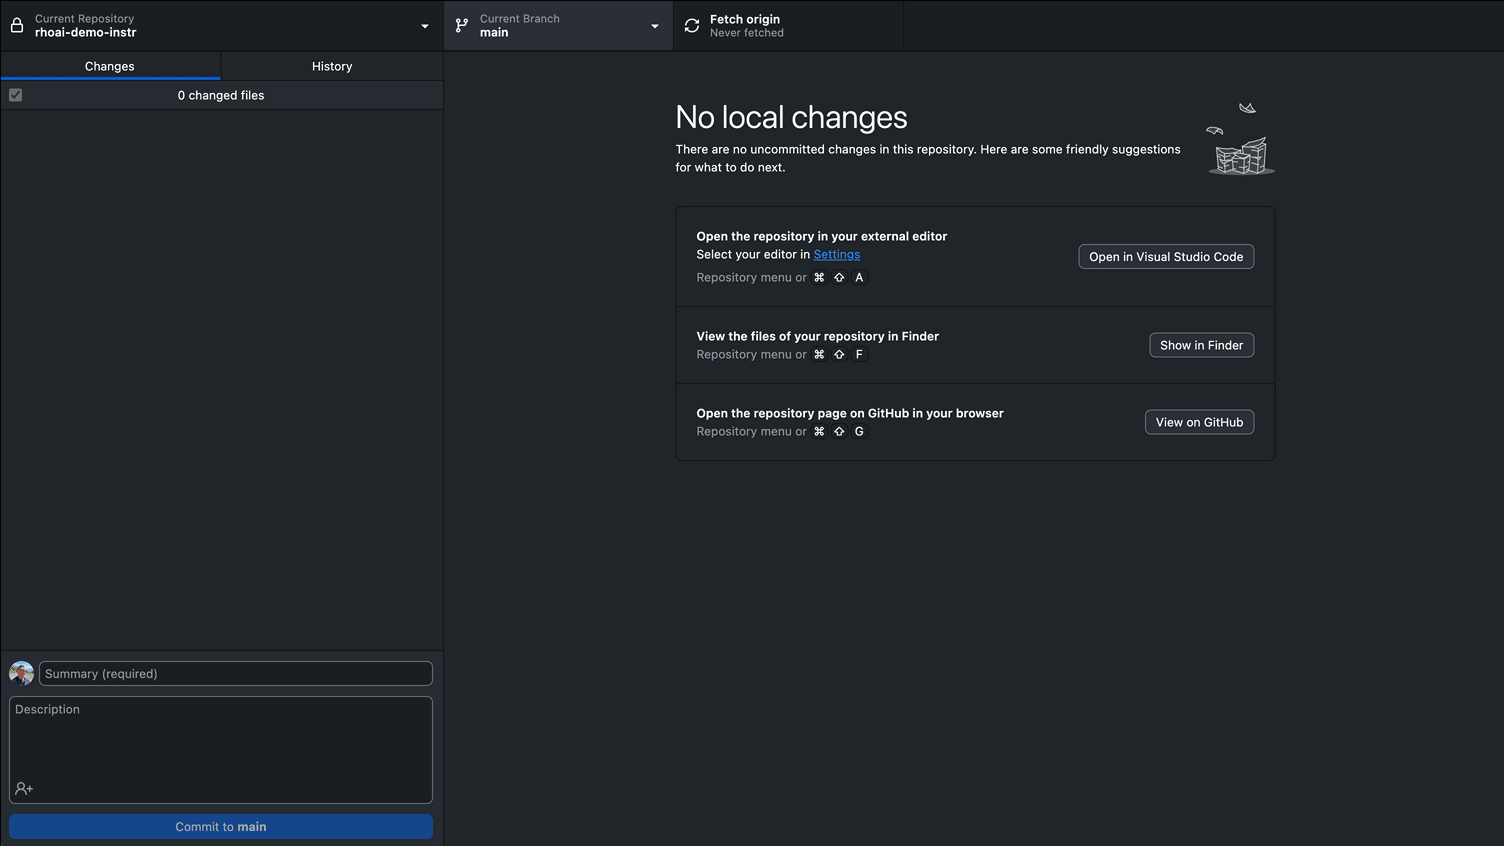 Current Repository
rhoai-demo-instr
Current Branch
main
Fetch origin
Never fetched
Changes
History
0 changed files
No local changes
There are no uncommitted changes in this repository. Here are some friendly suggestions
for what to do next.
Open the repository in your external editor
Select your editor in Settings
Repository menu or ⌘ ⇧ A
Open in Visual Studio Code
View the files of your repository in Finder
Repository menu or ⌘ ⇧ F
Show in Finder
Open the repository page on GitHub in your browser
Repository menu or ⌘ ⇧ G
View on GitHub
Summary (required)
Description
Commit to main